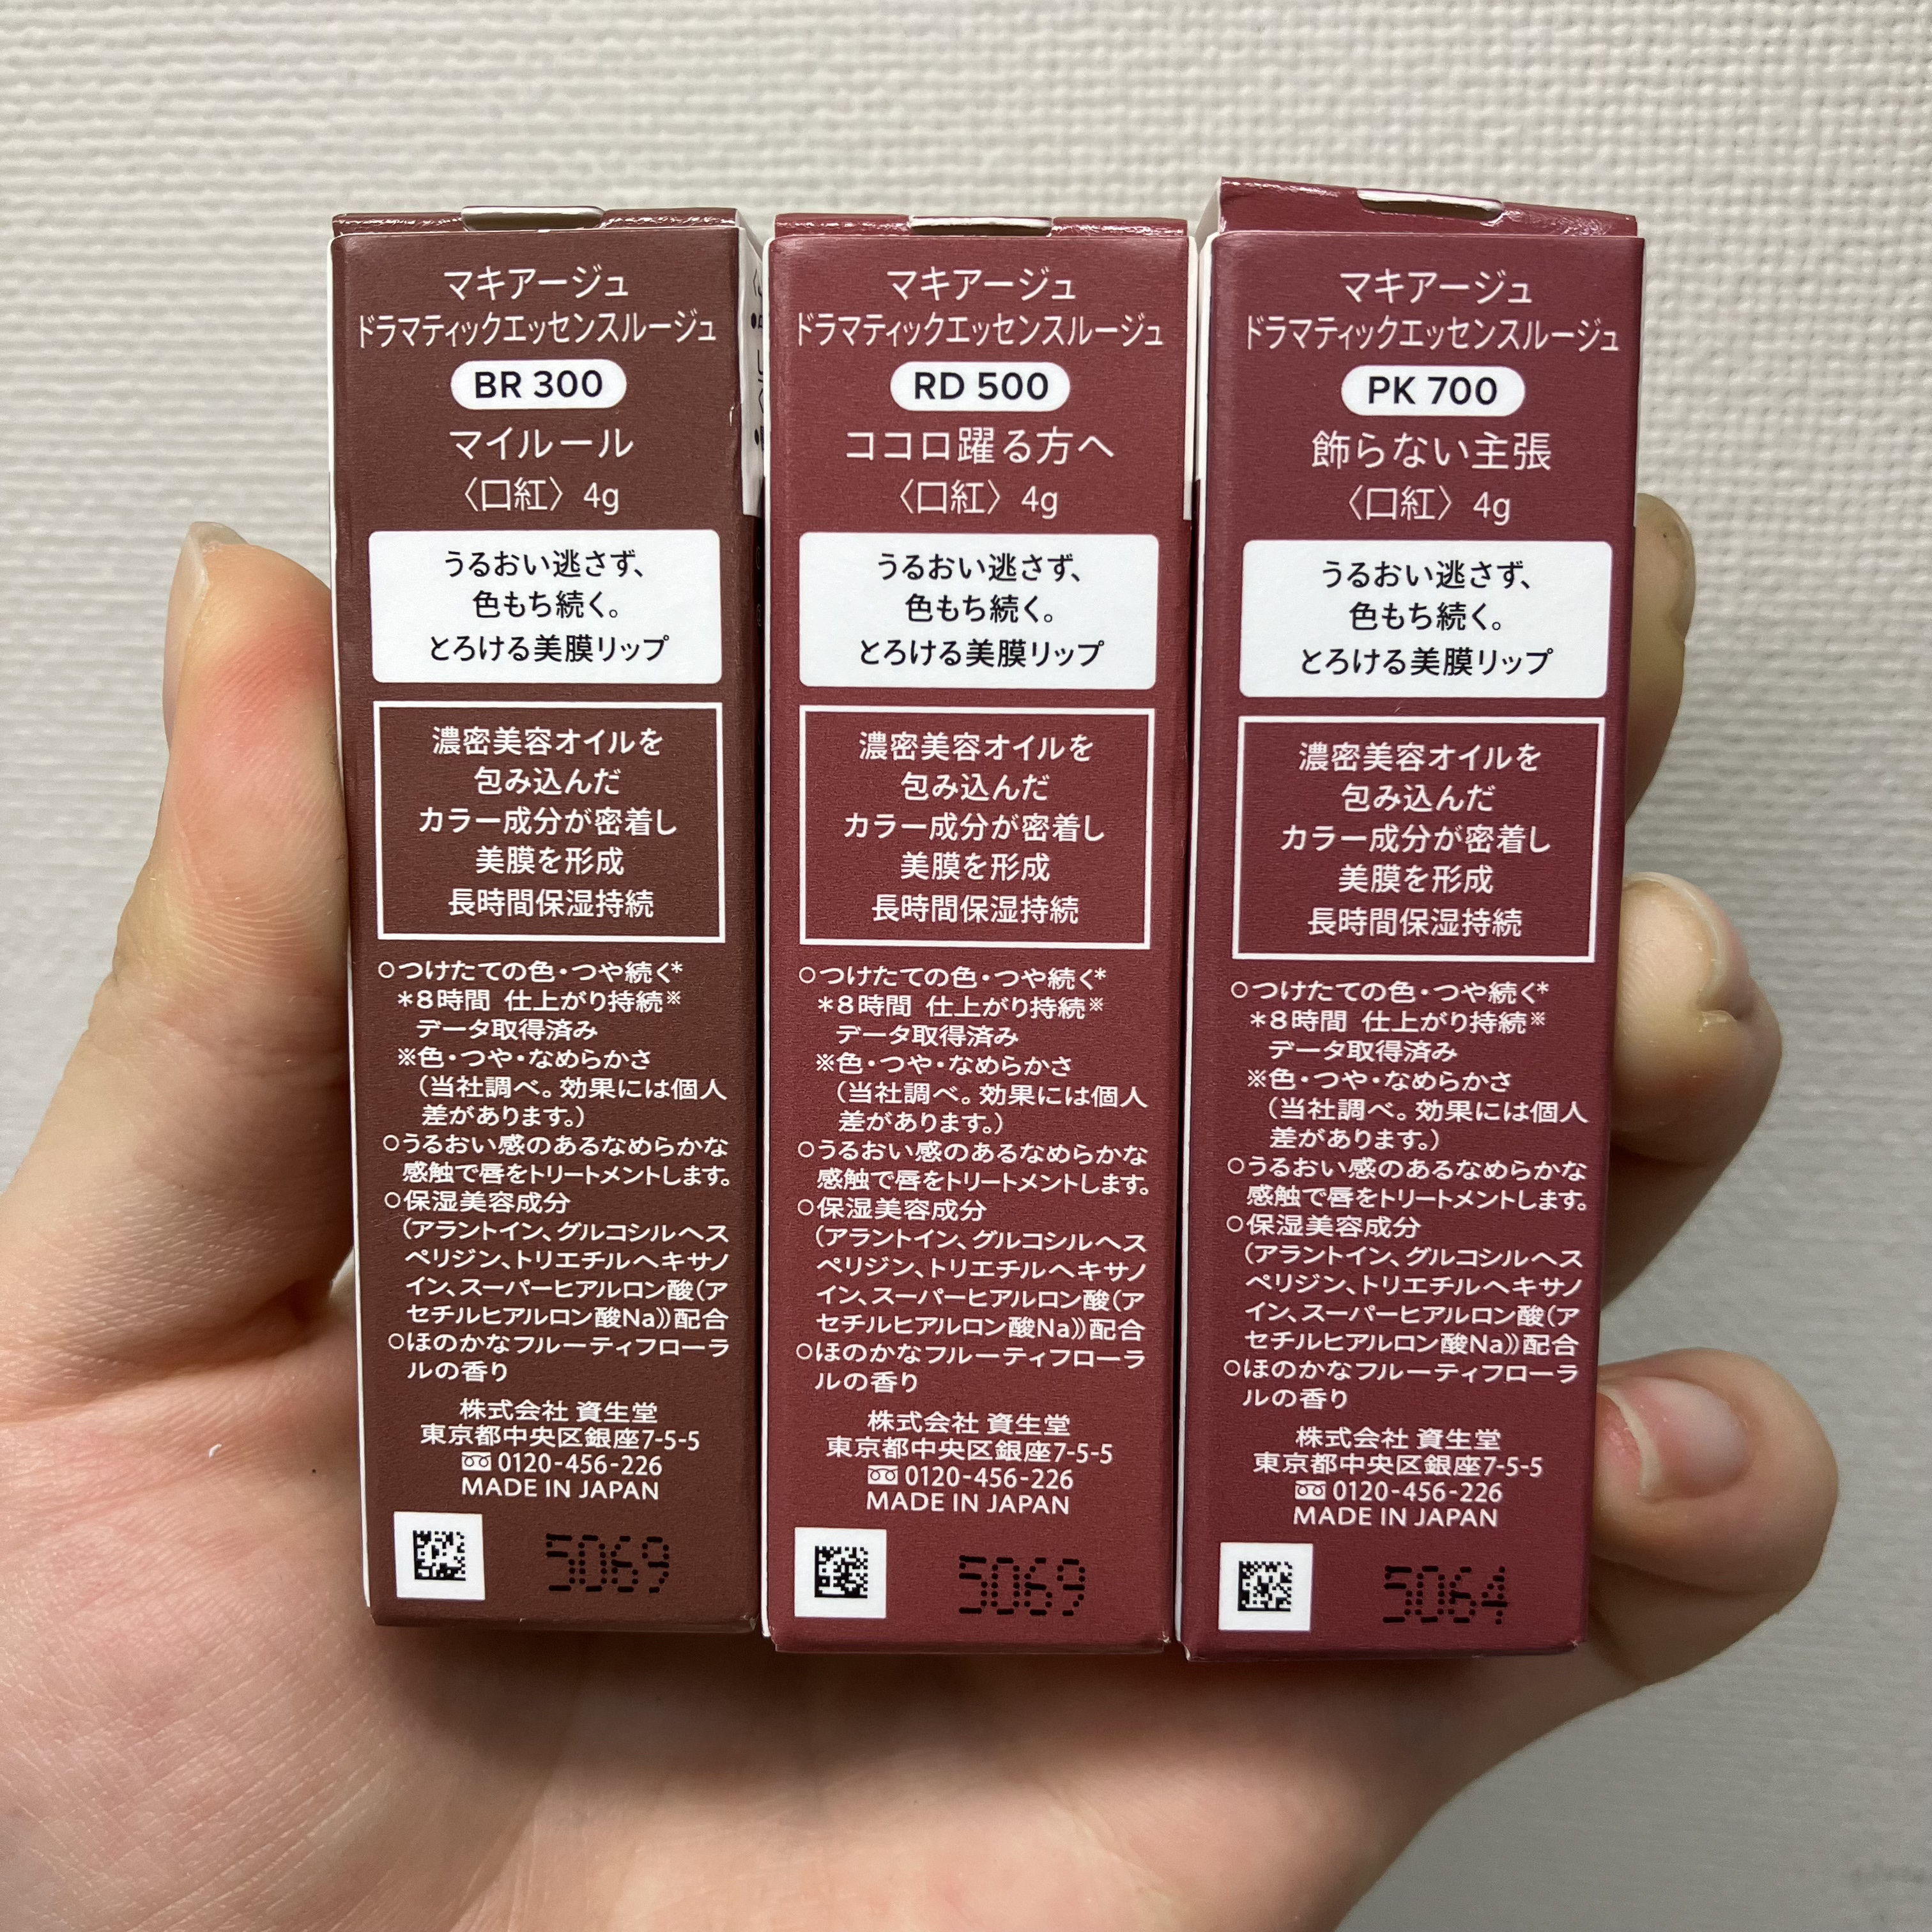 マキアージュ
ドラマティックエッセンスルージュ
BR 300
マイルール
〈口紅〉4g
うるおい逃さず、
色もち続く。
とろける美膜リップ
濃密美容オイルを
包み込んだ
カラー成分が密着し
美膜を形成
長時間保湿持続
○つけたての色・つや続く*
*8時間 仕上がり持続※
データ取得済み
※色・つや・なめらかさ
(当社調べ。効果には個人
差があります。)
○うるおい感のあるなめらかな
感触で唇をトリートメントします。
○保湿美容成分
(アラントイン、グルコシルヘス
ペリジン、トリエチルヘキサノ
イン、スーパーヒアルロン酸(ア
セチルヒアルロン酸Na))配合
○ほのかなフルーティフローラ
ルの香り
株式会社 資生堂
東京都中央区銀座7-5-5
0120-456-226
MADE IN JAPAN
5069
マキアージュ
ドラマティックエッセンスルージュ
RD 500
ココロ躍る方へ
〈口紅〉4g
うるおい逃さず、
色もち続く。
とろける美膜リップ
濃密美容オイルを
包み込んだ
カラー成分が密着し
美膜を形成
長時間保湿持続
○つけたての色・つや続く*
*8時間 仕上がり持続※
データ取得済み
※色・つや・なめらかさ
(当社調べ。効果には個人
差があります。)
○うるおい感のあるなめらかな
感触で唇をトリートメントします。
○保湿美容成分
(アラントイン、グルコシルヘス
ペリジン、トリエチルヘキサノ
イン、スーパーヒアルロン酸(ア
セチルヒアルロン酸Na))配合
○ほのかなフルーティフローラ
ルの香り
株式会社 資生堂
東京都中央区銀座7-5-5
0120-456-226
MADE IN JAPAN
5069
マキアージュ
ドラマティックエッセンスルージュ
PK 700
飾らない主張
〈口紅〉4g
うるおい逃さず、
色もち続く。
とろける美膜リップ
濃密美容オイルを
包み込んだ
カラー成分が密着し
美膜を形成
長時間保湿持続
○つけたての色・つや続く*
*8時間 仕上がり持続※
データ取得済み
※色・つや・なめらかさ
(当社調べ。効果には個人
差があります。)
○うるおい感のあるなめらかな
感触で唇をトリートメントします。
○保湿美容成分
(アラントイン、グルコシルヘス
ペリジン、トリエチルヘキサノ
イン、スーパーヒアルロン酸(ア
セチルヒアルロン酸Na))配合
○ほのかなフルーティフローラ
ルの香り
株式会社 資生堂
東京都中央区銀座7-5-5
0120-456-226
MADE IN JAPAN
5064